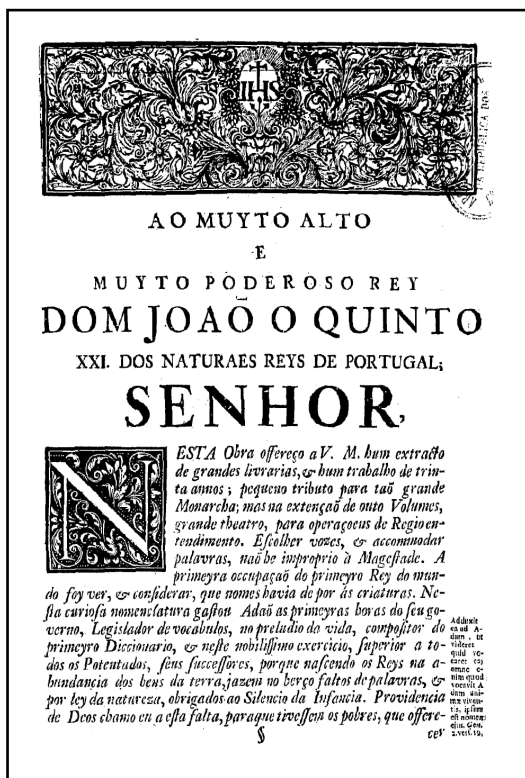 IHS
AO MUYTO ALTO
E
MUYTO PODEROSO REY
DOM JOAÕ O QUINTO
XXI. DOS NATURAES REYS DE PORTUGAL;
SENHOR,
NESTA Obra offereço a V. M. hum extracto
de grandes livrarias, & hum trabalho de trin-
ta annos; pequeno tributo para taõ grande
Monarcha; mas na extençaõ de outo Volumes,
grande theatro, para operaçoens de Regio en-
tendimento. Eſcolher vozes, & accommodar
palavras, naõ he improprio à Mageſtade. A
primeyra occupaçaõ do primeyro Rey do mun-
do foy ver, & conſiderar, que nomes havia de por ás criaturas. Ne-
ſta curioſa nomenclatura gaſtou Adaõ as primeyras horas do ſeu go-
verno, Legislador de vocabulos, no preludio da vida, compoſitor do
primeyro Diccionario, & neſte nobiliſſimo exercicio, ſuperior a to-
dos os Potentados, ſeus ſucceſſores, porque naſcendo os Reys na a-
bundancia dos bens da terra, jazem no berço faltos de palavras, &
por ley da natureza, obrigados ao Silencio da Infancia. Providencia
de Deos chamo eu a eſta falta, paraque tiveſſem os pobres, que offere-
§
cer
Adduxit
ea ad A-
dam, ut
videret
quid vo-
caret ea;
omne e-
nim quod
vocavit A
dam ani-
mæ viven-
tis, ipſum
eſt nomen
ejus. Gen.
2. verſ. 19.